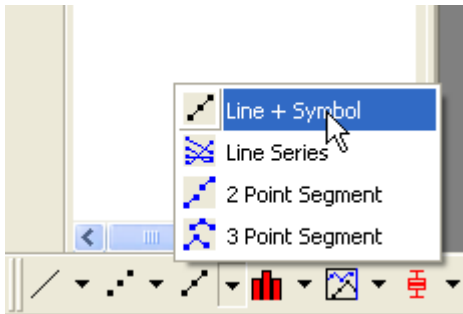 Line + Symbol
Line Series
2 Point Segment
3 Point Segment